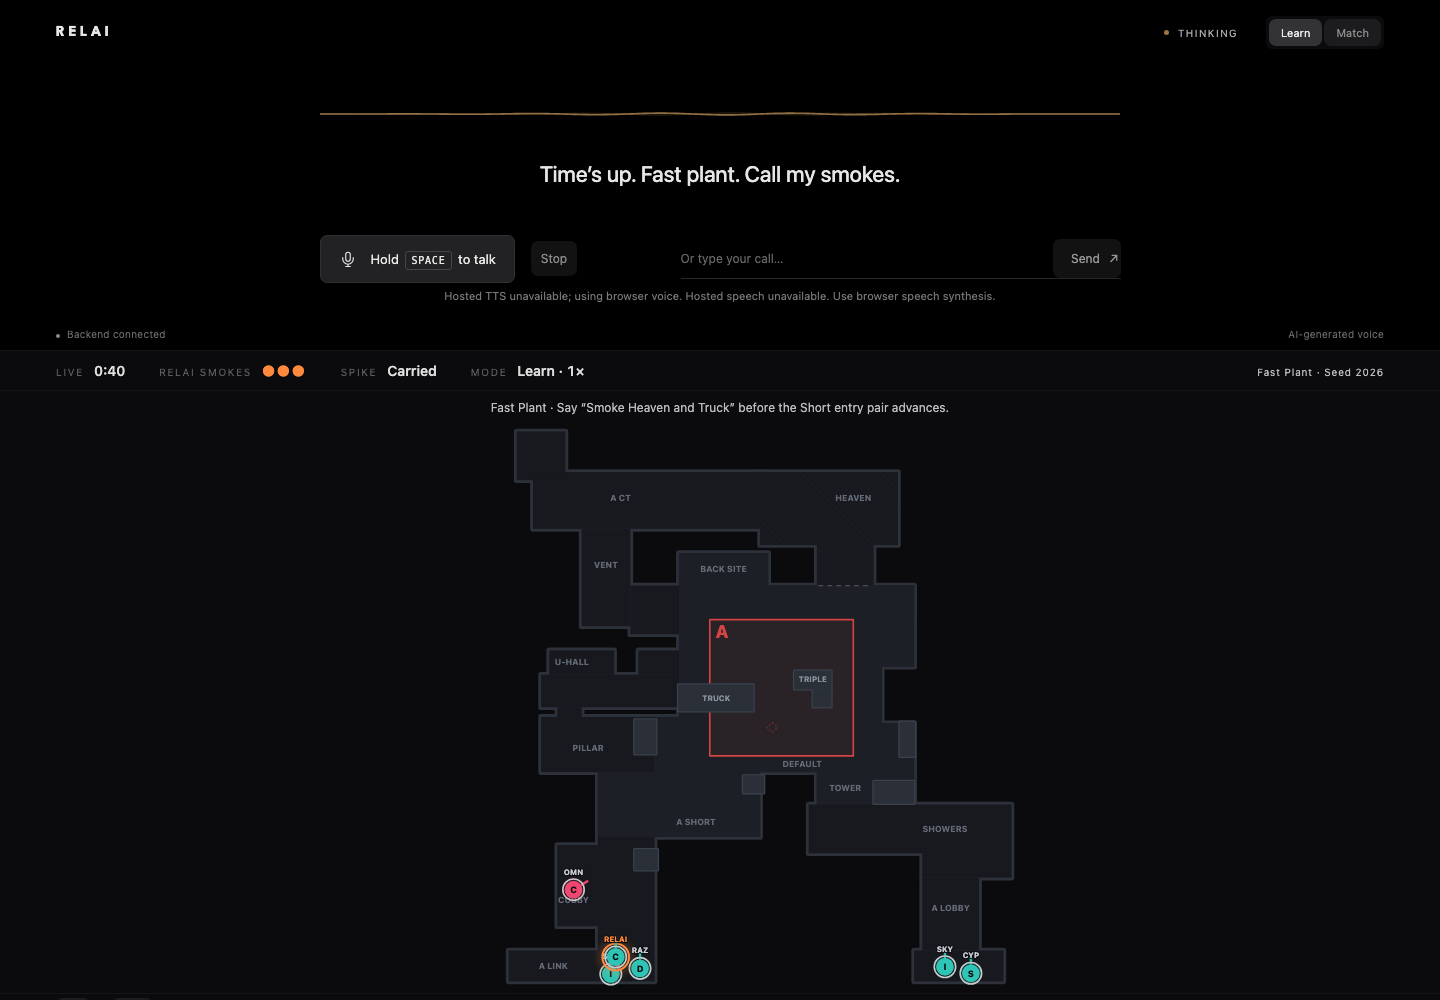 RELAI
THINKING
Learn
Match
Time’s up. Fast plant. Call my smokes.
Hold SPACE to talk
Stop
Or type your call...
Send ↗
Hosted TTS unavailable; using browser voice. Hosted speech unavailable. Use browser speech synthesis.
Backend connected
AI-generated voice
LIVE 0:40
RELAI SMOKES
SPIKE Carried
MODE Learn · 1×
Fast Plant · Seed 2026
Fast Plant · Say “Smoke Heaven and Truck” before the Short entry pair advances.
A CT
HEAVEN
VENT
BACK SITE
A
U-HALL
TRIPLE
TRUCK
PILLAR
DEFAULT
TOWER
A SHORT
SHOWERS
OMN
C
CUBBY
A LOBBY
RELAI
C
RAZ
D
I
SKY
I
CYP
S
A LINK